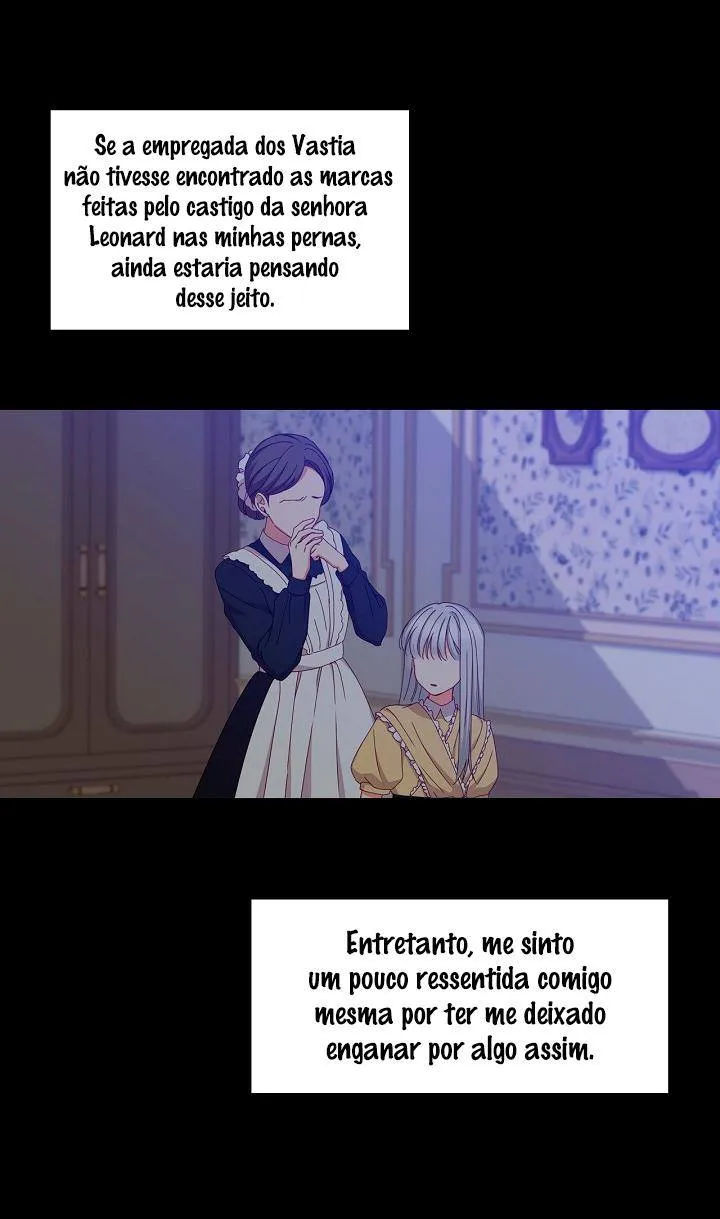 Se a empregada dos Vastia
não tivesse encontrado as marcas
feitas pelo castigo da senhora
Leonard nas minhas pernas,
ainda estaria pensando
desse jeito.
Entretanto, me sinto
um pouco ressentida comigo
mesma por ter me deixado
enganar por algo assim.